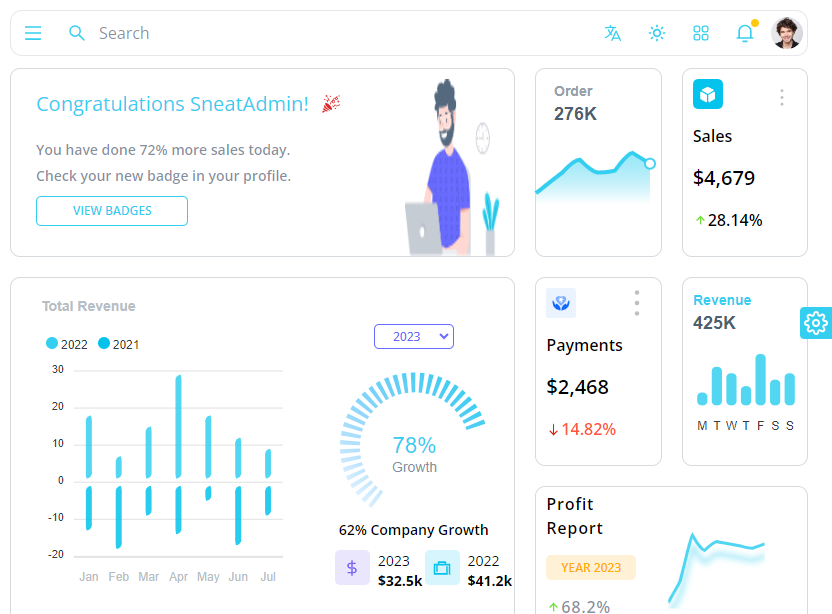 Search
Congratulations SneatAdmin!
You have done 72% more sales today.
Check your new badge in your profile.
VIEW BADGES
Order
276K
Sales
$4,679
28.14%
Total Revenue
2022 2021
30
20
10
0
-10
-20
Jan Feb Mar Apr May Jun Jul
2023
78%
Growth
62% Company Growth
$ 2023
$32.5k
2022
$41.2k
Payments
$2,468
14.82%
Revenue
425K
M T W T F S S
Profit
Report
YEAR 2023
68.2%